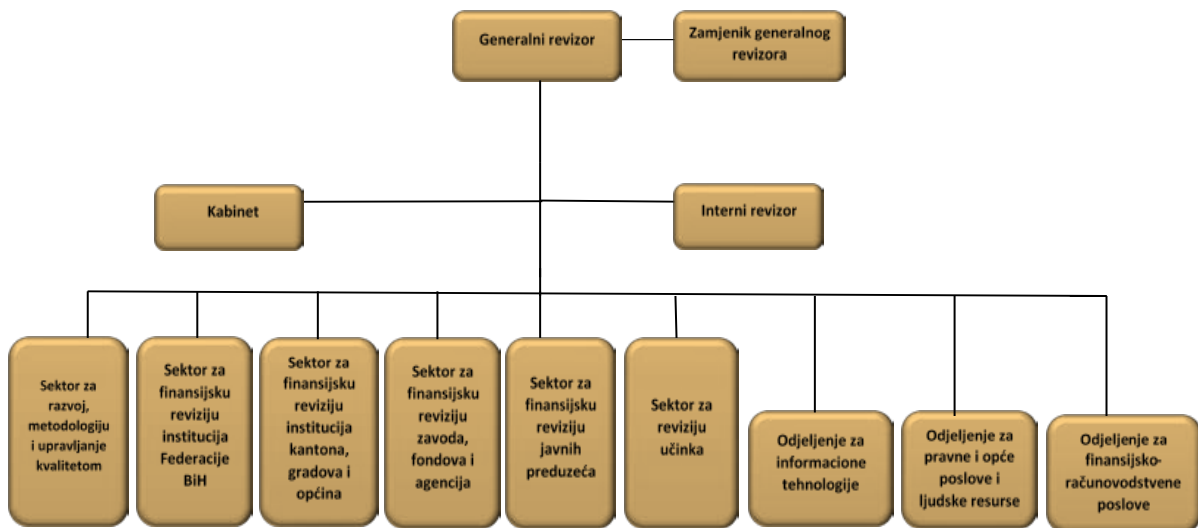 Generalni revizor
Zamjenik generalnog
revizora
Kabinet
Interni revizor
Sektor za
razvoj,
metodologiju
i upravljanje
kvalitetom
Sektor za
finansijsku
reviziju
institucija
Federacije
BiH
Sektor za
finansijsku
reviziju
institucija
kantona,
gradova i
općina
Sektor za
finansijsku
reviziju
zavoda,
fondova i
agencija
Sektor za
finansijsku
reviziju
javnih
preduzeća
Sektor za
reviziju
učinka
Odjeljenje za
informacione
tehnologije
Odjeljenje za
pravne i opće
poslove i
ljudske resurse
Odjeljenje za
finansijsko-
računovodstvene
poslove